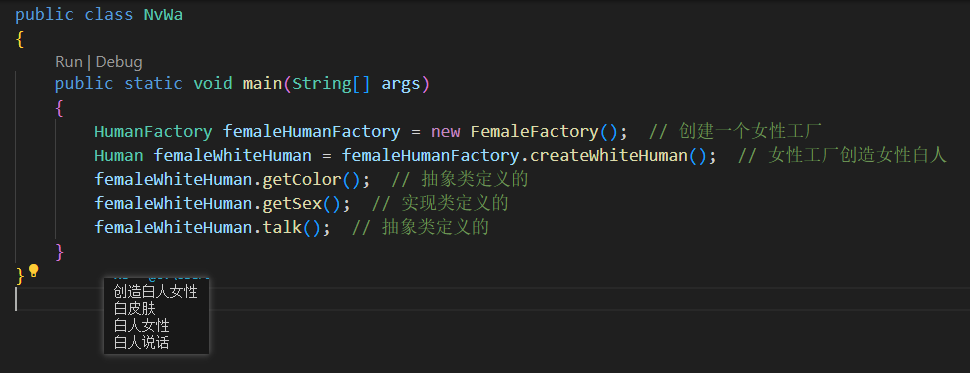 public class NvWa
{
Run | Debug
public static void main(String[] args)
{
HumanFactory femaleHumanFactory = new FemaleFactory();  // 创建一个女性工厂
Human femaleWhiteHuman = femaleHumanFactory.createWhiteHuman();  // 女性工厂创造女性白人
femaleWhiteHuman.getColor();  // 抽象类定义的
femaleWhiteHuman.getSex();  // 实现类定义的
femaleWhiteHuman.talk();  // 抽象类定义的
}
}
创造白人女性
白皮肤
白人女性
白人说话